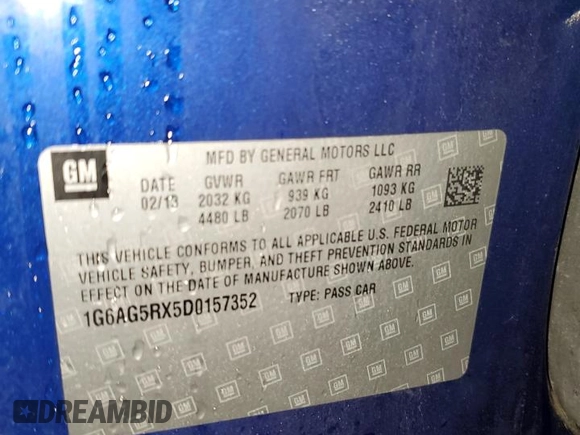 GM
MFD BY GENERAL MOTORS LLC
DATE GVWR GAWR FRT GAWR RR
02/13 2032 KG 939 KG 1093 KG
4480 LB 2070 LB 2410 LB
THIS VEHICLE CONFORMS TO ALL APPLICABLE U.S. FEDERAL MOTOR
VEHICLE SAFETY, BUMPER, AND THEFT PREVENTION STANDARDS IN
EFFECT ON THE DATE OF MANUFACTURE SHOWN ABOVE.
1G6AG5RX5D0157352 TYPE: PASS CAR
DREAMBID